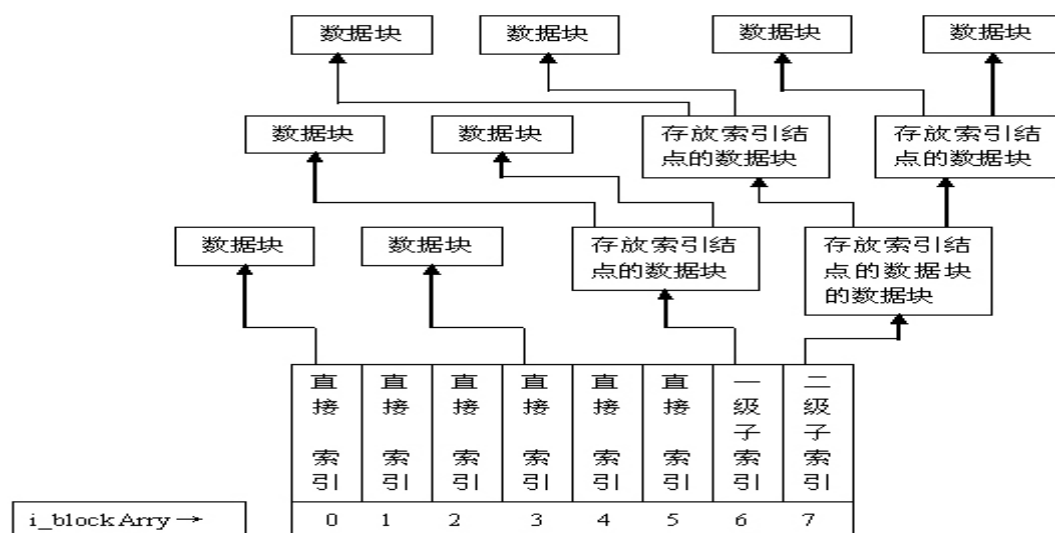 数据块
数据块
数据块
数据块
数据块
数据块
存放索引结
点的数据块
存放索引结
点的数据块
数据块
数据块
存放索引结
点的数据块
存放索引结
点的数据块
的数据块
直接索引
直接索引
直接索引
直接索引
直接索引
直接索引
一级子索引
二级子索引
i_blockArry→
0 1 2 3 4 5 6 7